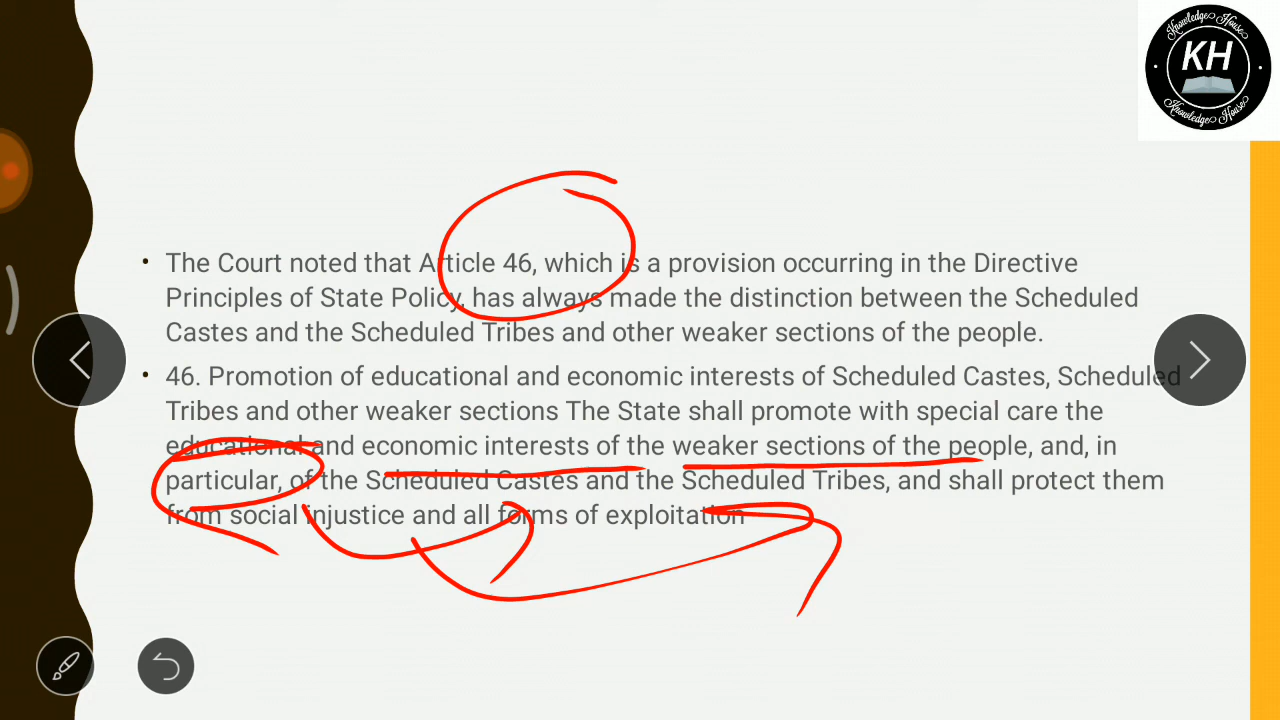 Knowledge House
KH
Knowledge House
• The Court noted that Article 46, which is a provision occurring in the Directive
Principles of State Policy, has always made the distinction between the Scheduled
Castes and the Scheduled Tribes and other weaker sections of the people.
• 46. Promotion of educational and economic interests of Scheduled Castes, Scheduled
Tribes and other weaker sections The State shall promote with special care the
educational and economic interests of the weaker sections of the people, and, in
particular, of the Scheduled Castes and the Scheduled Tribes, and shall protect them
from social injustice and all forms of exploitation